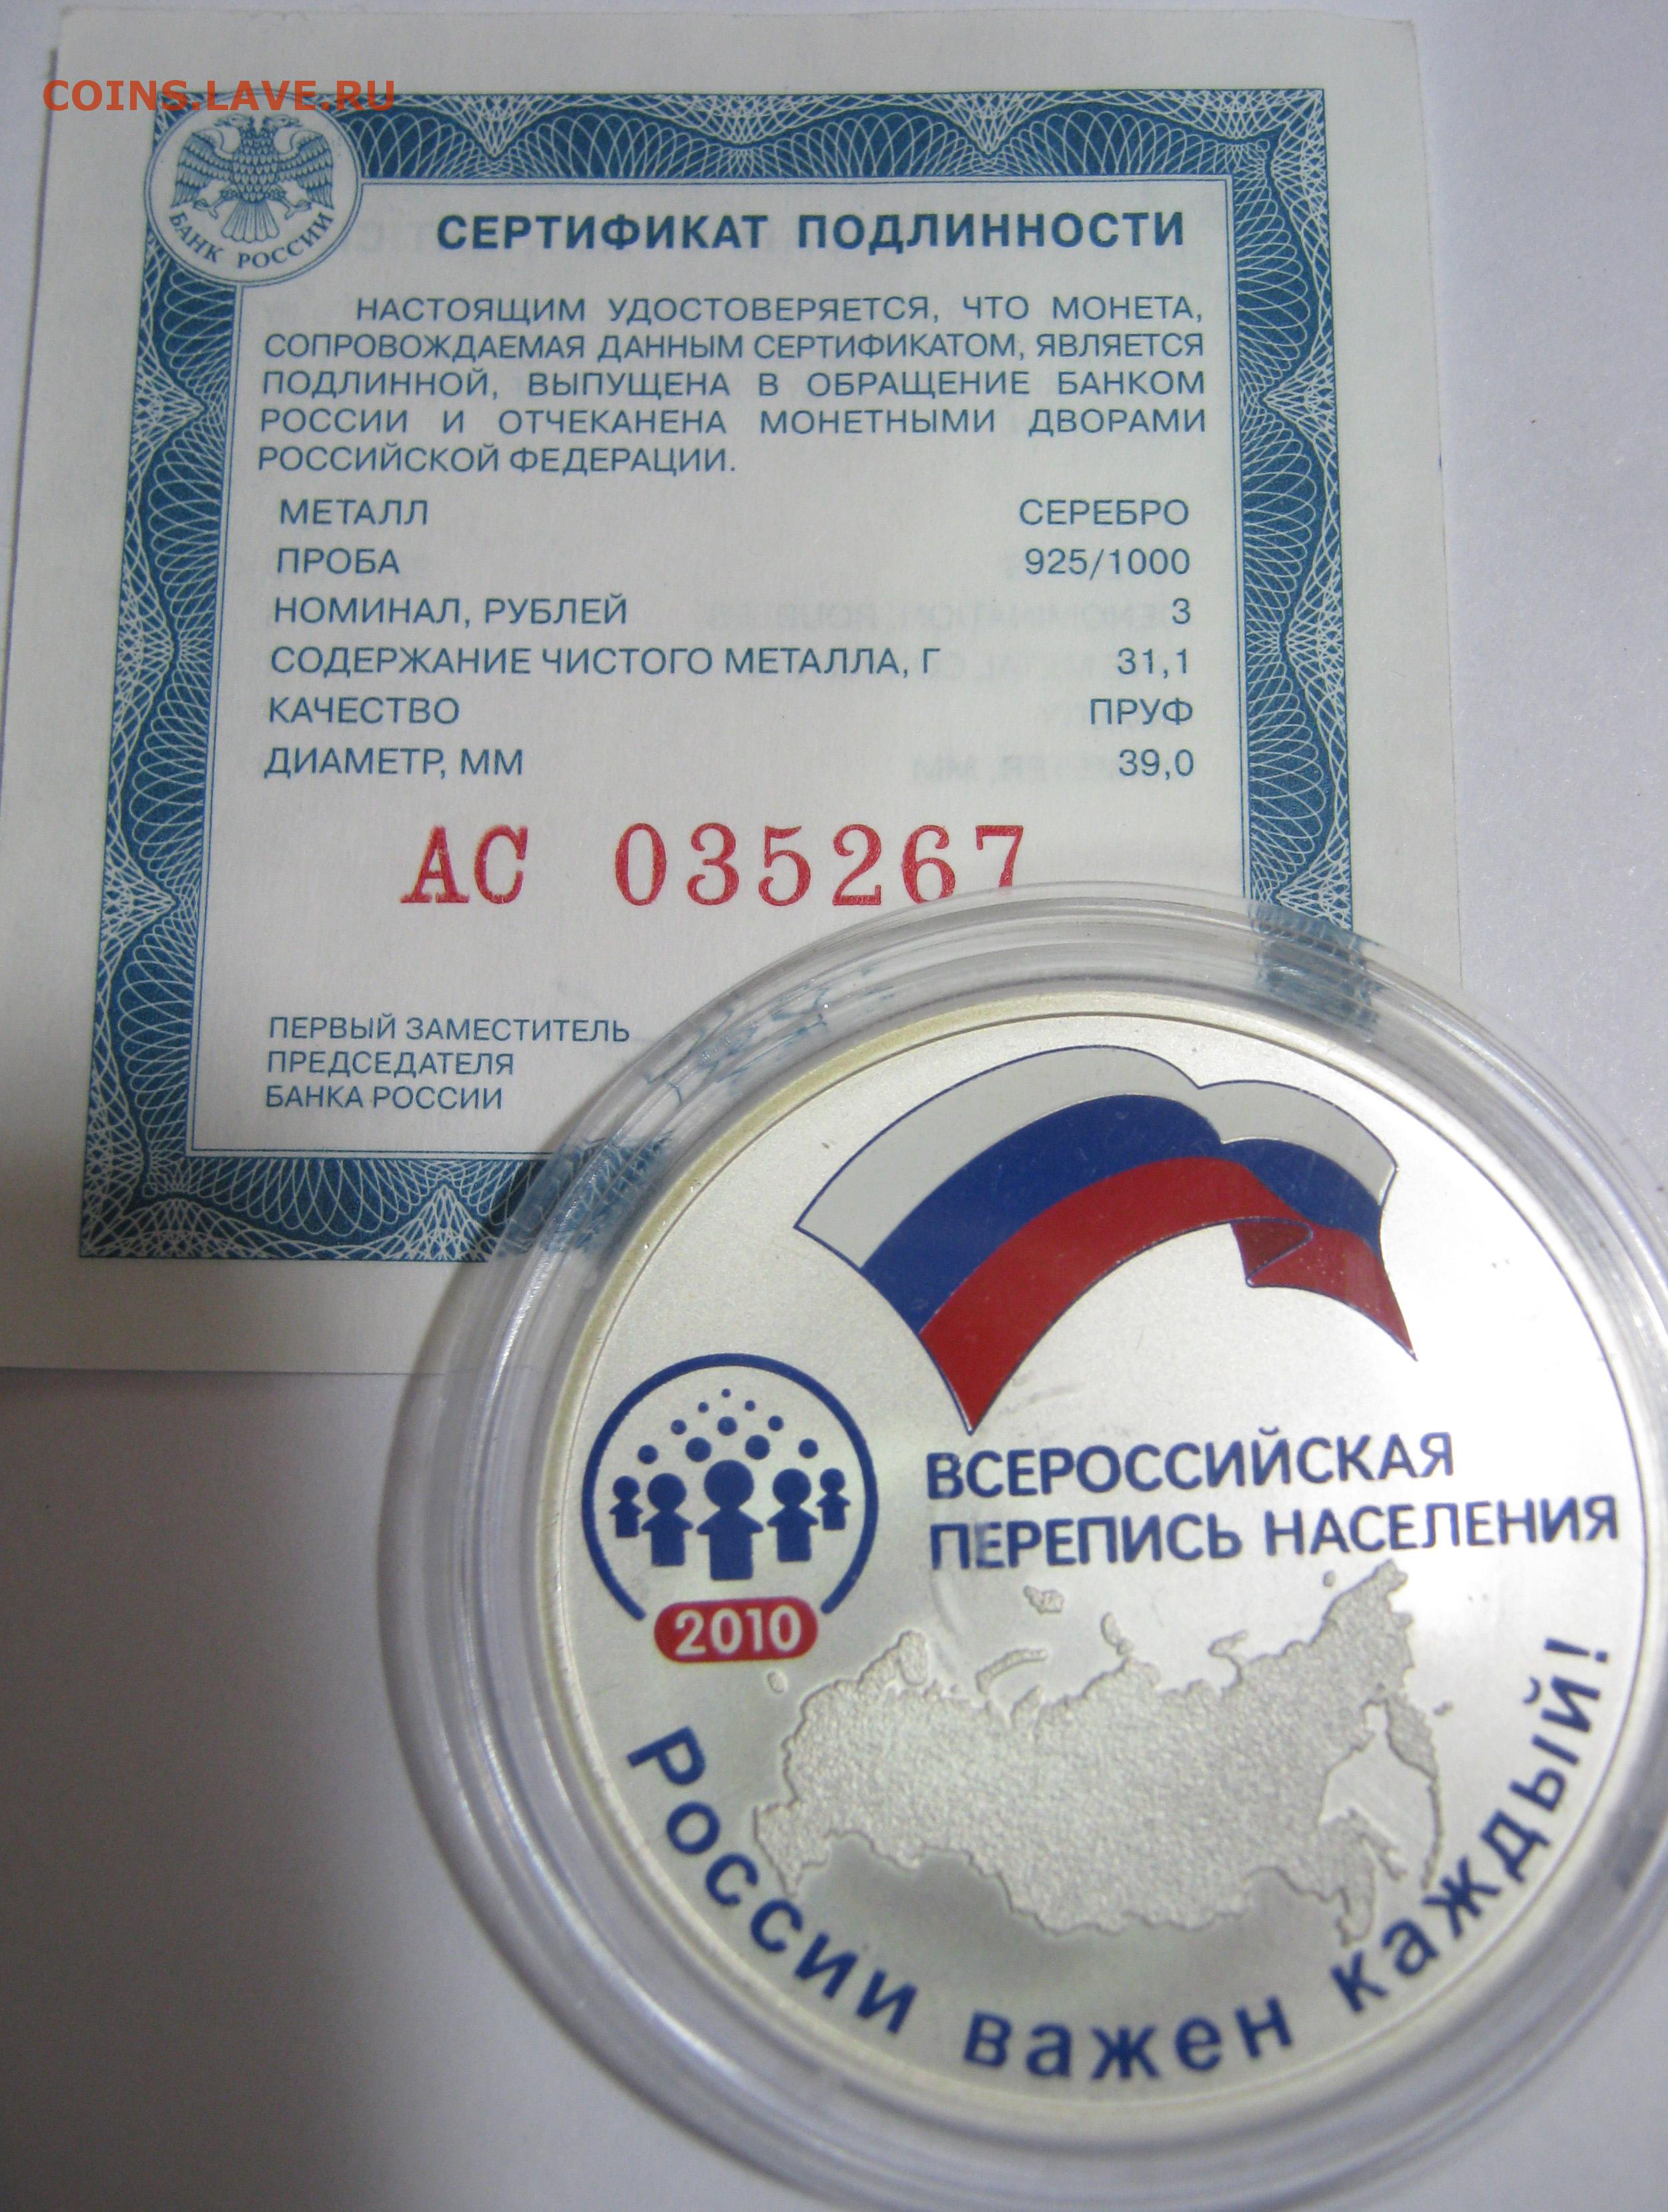 COINS.LAVE.RU
БАНК РОССИИ
СЕРТИФИКАТ ПОДЛИННОСТИ
НАСТОЯЩИМ УДОСТОВЕРЯЕТСЯ, ЧТО МОНЕТА,
СОПРОВОЖДАЕМАЯ ДАННЫМ СЕРТИФИКАТОМ, ЯВЛЯЕТСЯ
ПОДЛИННОЙ, ВЫПУЩЕНА В ОБРАЩЕНИЕ БАНКОМ
РОССИИ И ОТЧЕКАНЕНА МОНЕТНЫМИ ДВОРАМИ
РОССИЙСКОЙ ФЕДЕРАЦИИ.
МЕТАЛЛ СЕРЕБРО
ПРОБА 925/1000
НОМИНАЛ, РУБЛЕЙ 3
СОДЕРЖАНИЕ ЧИСТОГО МЕТАЛЛА, Г 31,1
КАЧЕСТВО ПРУФ
ДИАМЕТР, ММ 39,0
АС 035267
ПЕРВЫЙ ЗАМЕСТИТЕЛЬ
ПРЕДСЕДАТЕЛЯ
БАНКА РОССИИ
ВСЕРОССИЙСКАЯ
ПЕРЕПИСЬ НАСЕЛЕНИЯ
2010
России важен каждый!